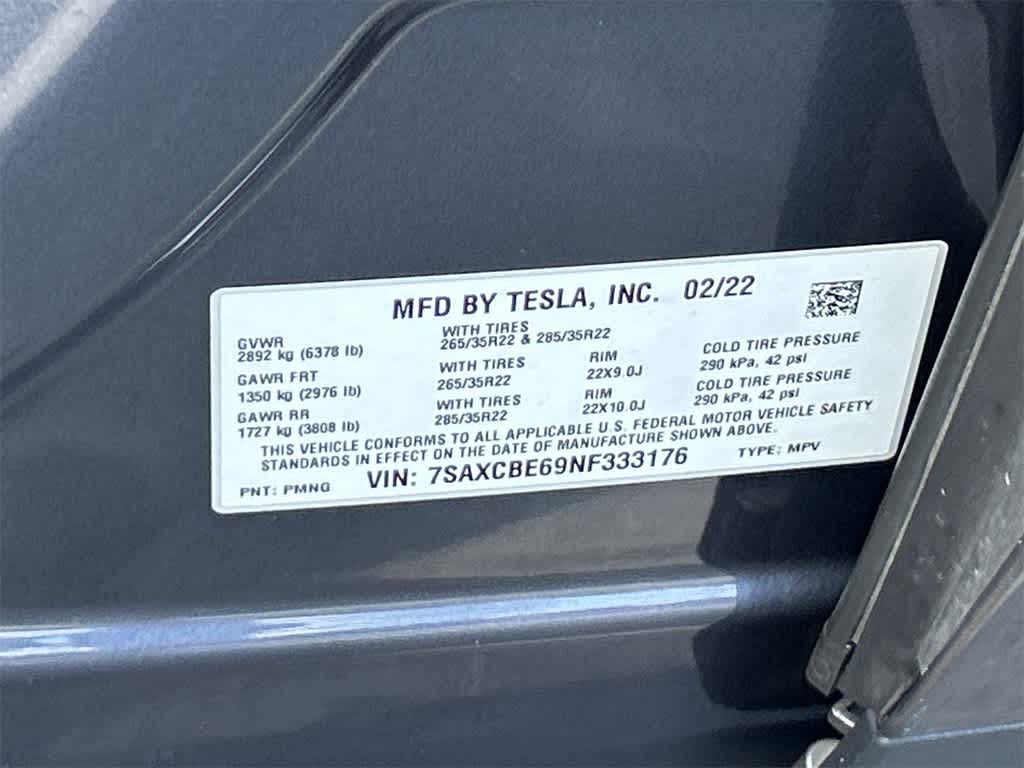 MFD BY TESLA, INC. 02/22
GVWR
2892 kg (6378 lb)
WITH TIRES
265/35R22 & 285/35R22
GAWR FRT
1350 kg (2976 lb)
WITH TIRES
265/35R22
RIM
22X9.0J
COLD TIRE PRESSURE
290 kPa, 42 psi
GAWR RR
1727 kg (3808 lb)
WITH TIRES
285/35R22
RIM
22X10.0J
COLD TIRE PRESSURE
290 kPa, 42 psi
THIS VEHICLE CONFORMS TO ALL APPLICABLE U.S. FEDERAL MOTOR VEHICLE SAFETY
STANDARDS IN EFFECT ON THE DATE OF MANUFACTURE SHOWN ABOVE.
PNT: PMNG VIN: 7SAXCBE69NF333176 TYPE: MPV